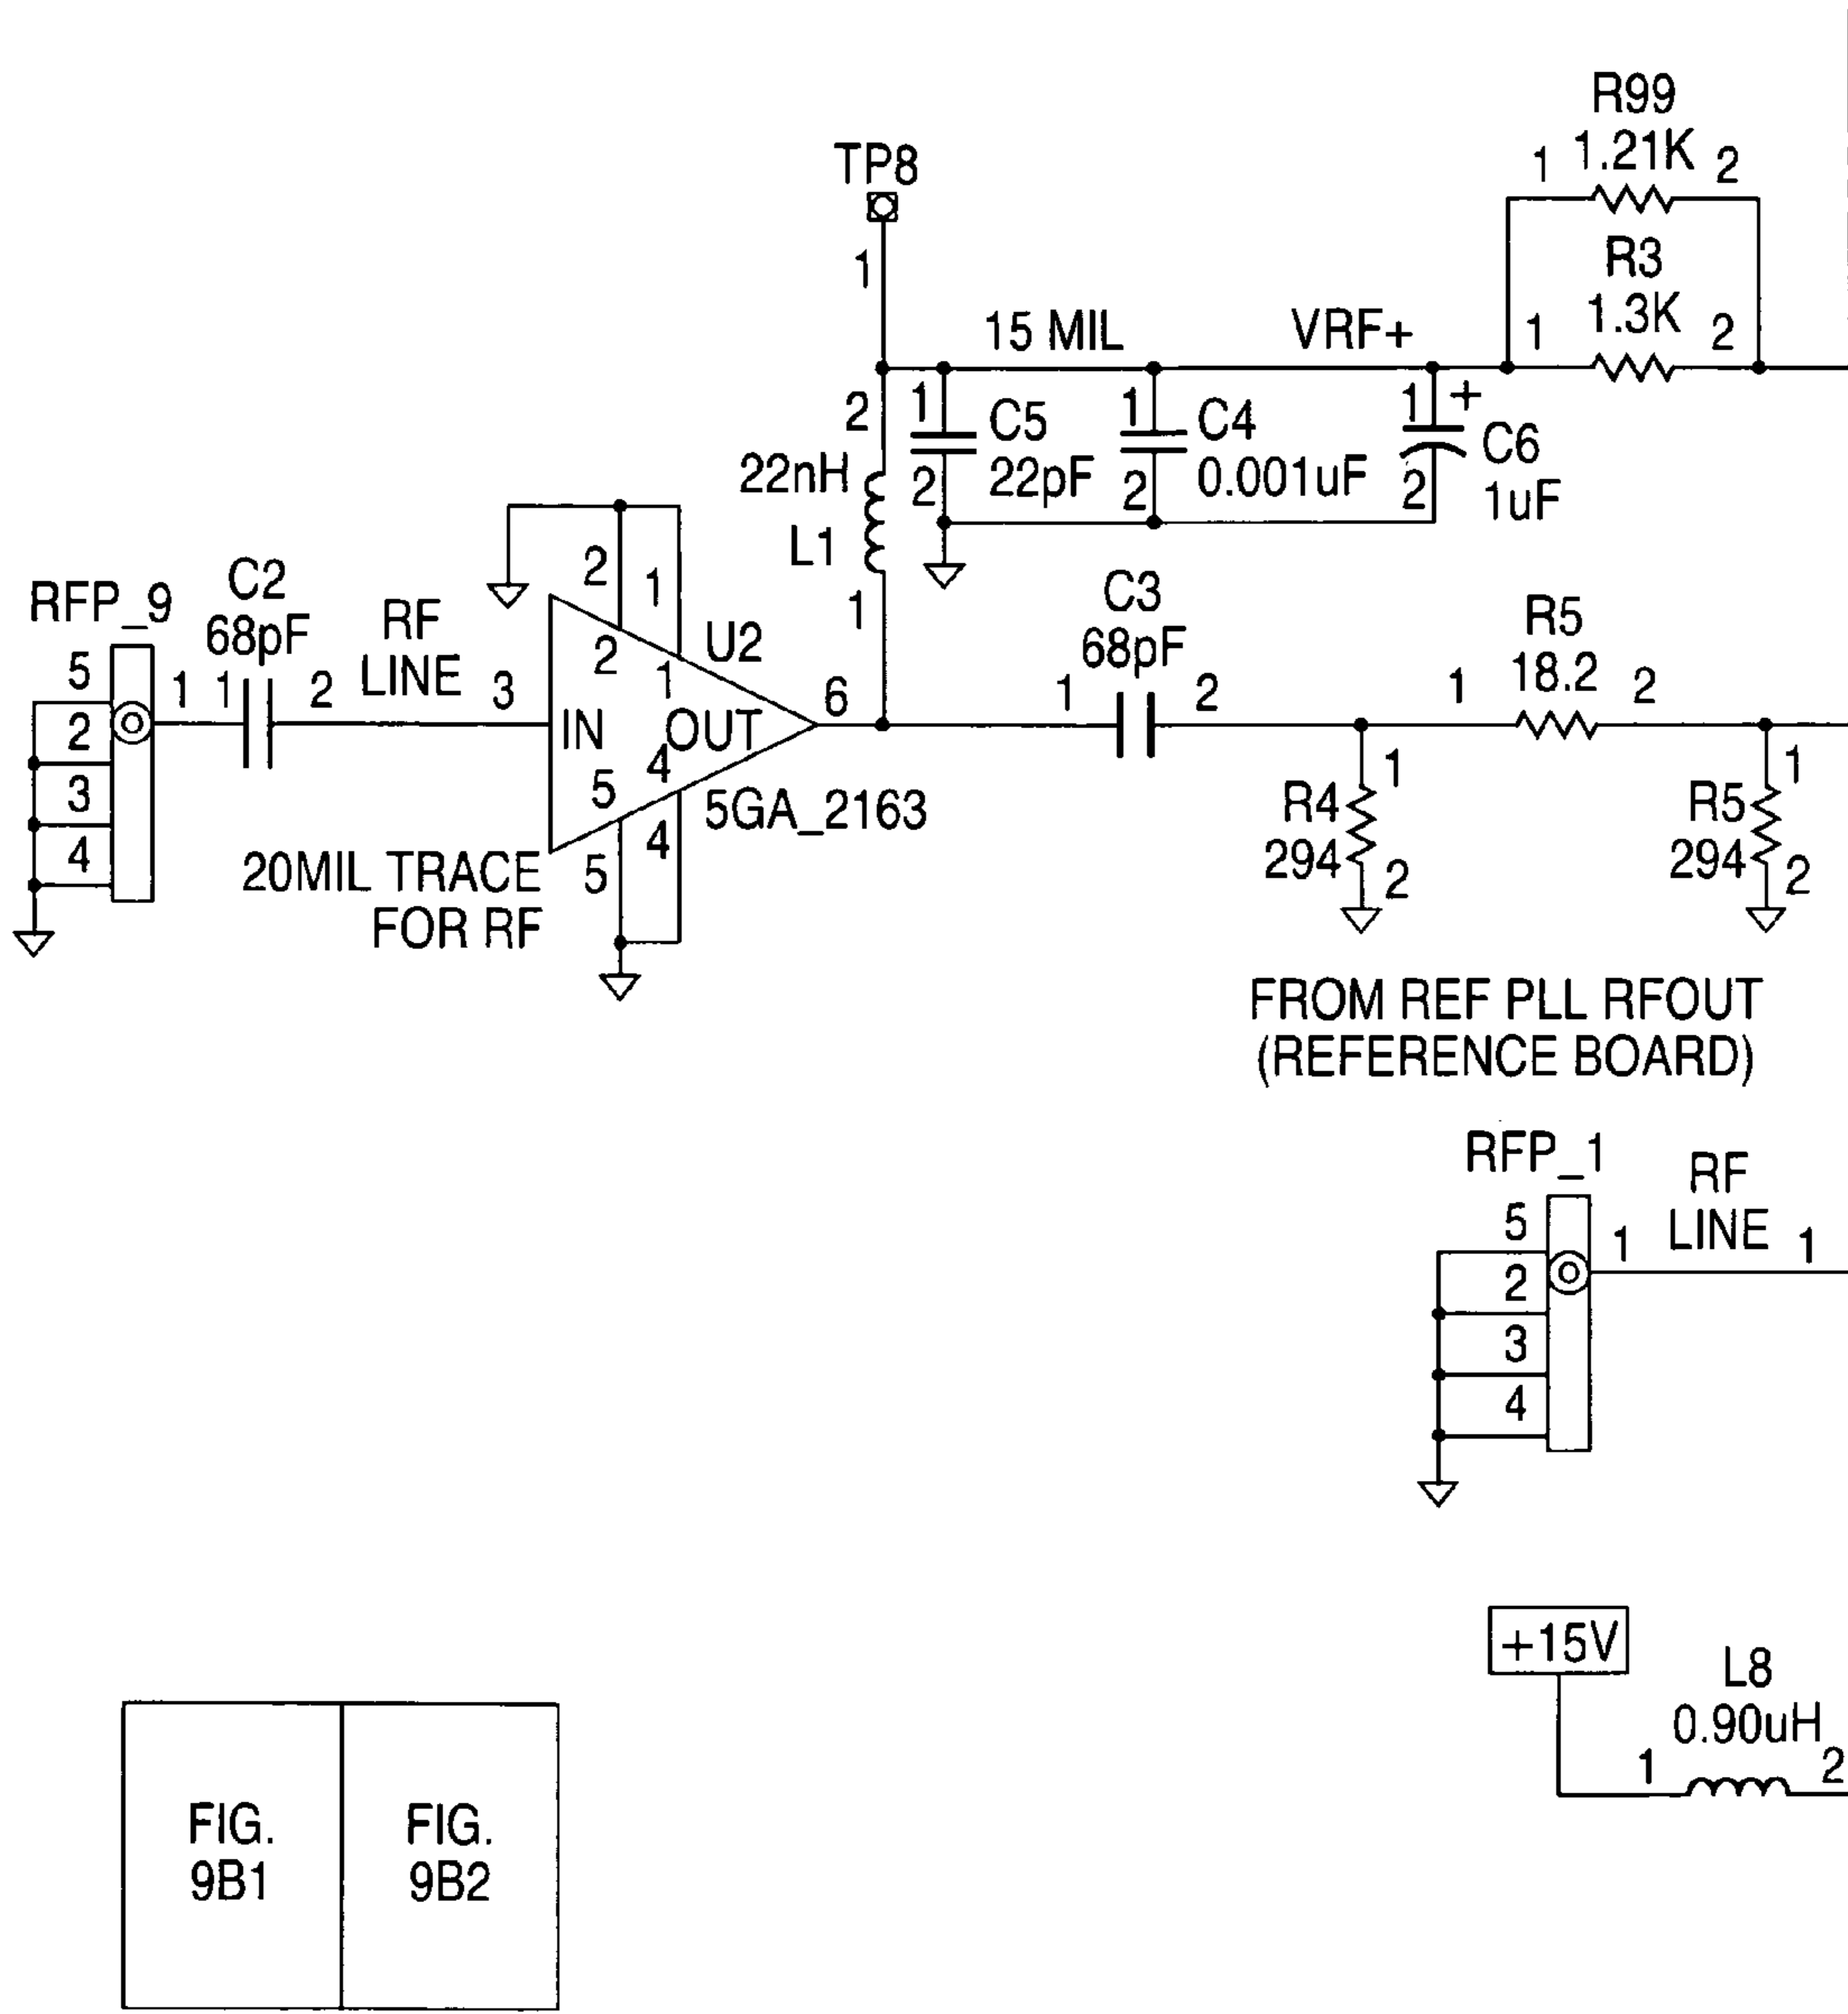 R99
1 1.21K 2
TP8
1
R3
1 1.3K 2
15 MIL VRF+
2
1 C5
22pF
2
1 C4
0.001uF
2
1 + C6
1uF
2
22nH
L1
1
2 1
RFP_9
5
2
3
4
1
C2
68pF
1 2
RF
LINE
3
2 1
U2
IN OUT
5 4
5GA_2163
5 4
6
20MIL TRACE
FOR RF
C3
68pF
1 2
R5
18.2
1 2
1
R4
294
2
1
R5
294
2
FROM REF PLL RFOUT
(REFERENCE BOARD)
RFP_1
5
2
3
4
1
RF
LINE
1
+15V
L8
0.90uH
1 2
FIG.
9B1
FIG.
9B2